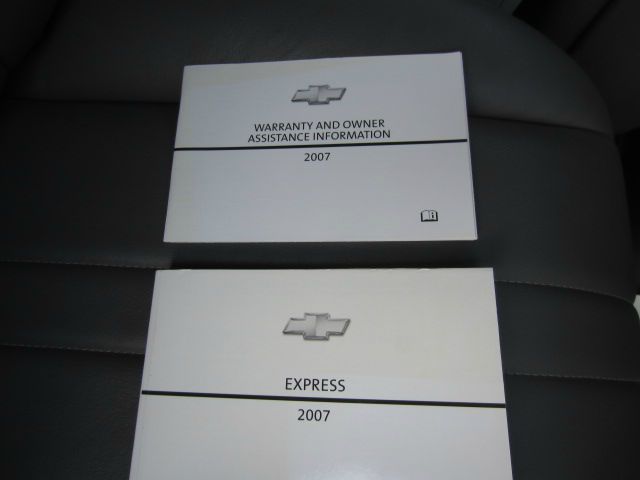 WARRANTY AND OWNER
ASSISTANCE INFORMATION
2007
EXPRESS
2007